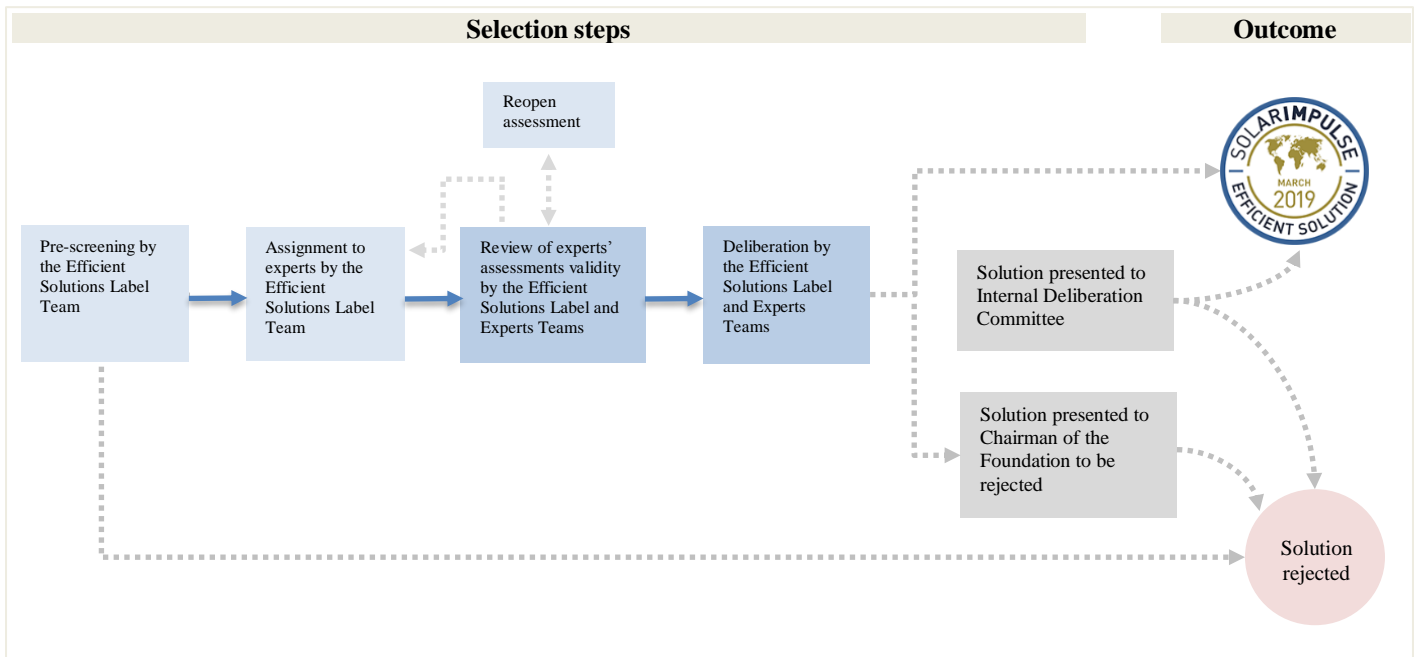 Selection steps
Outcome
Reopen
assessment
SOLARIMPULSE
MARCH
2019
EFFICIENT SOLUTION
Pre-screening by
the Efficient
Solutions Label
Team
Assignment to
experts by the
Efficient
Solutions Label
Team
Review of experts’
assessments validity
by the Efficient
Solutions Label and
Experts Teams
Deliberation by
the Efficient
Solutions Label
and Experts
Teams
Solution presented to
Internal Deliberation
Committee
Solution presented to
Chairman of the
Foundation to be
rejected
Solution
rejected